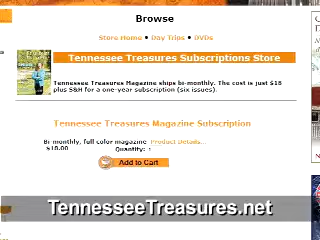 Browse
Store Home • Day Trips • DVDs
Tennessee Treasures Subscriptions Store
Tennessee Treasures Magazine ships bi-monthly. The cost is just $18
plus S&H for a one-year subscription (six issues).
Tennessee Treasures Magazine Subscription
Bi-monthly, full color magazine Product Details...
$18.00 Quantity: 1
Add to Cart
TennesseeTreasures.net